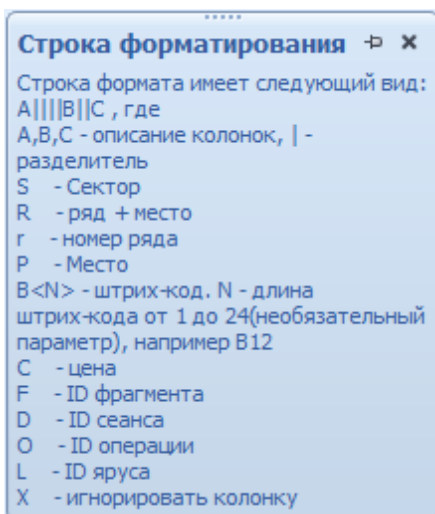 Строка форматирования
Строка формата имеет следующий вид:
A||||B||C , где
A,B,C - описание колонок, | -
разделитель
S - Сектор
R - ряд + место
r - номер ряда
P - Место
B<N> - штрих-код. N - длина
штрих-кода от 1 до 24(необязательный
параметр), например B12
C - цена
F - ID фрагмента
D - ID сеанса
O - ID операции
L - ID яруса
X - игнорировать колонку